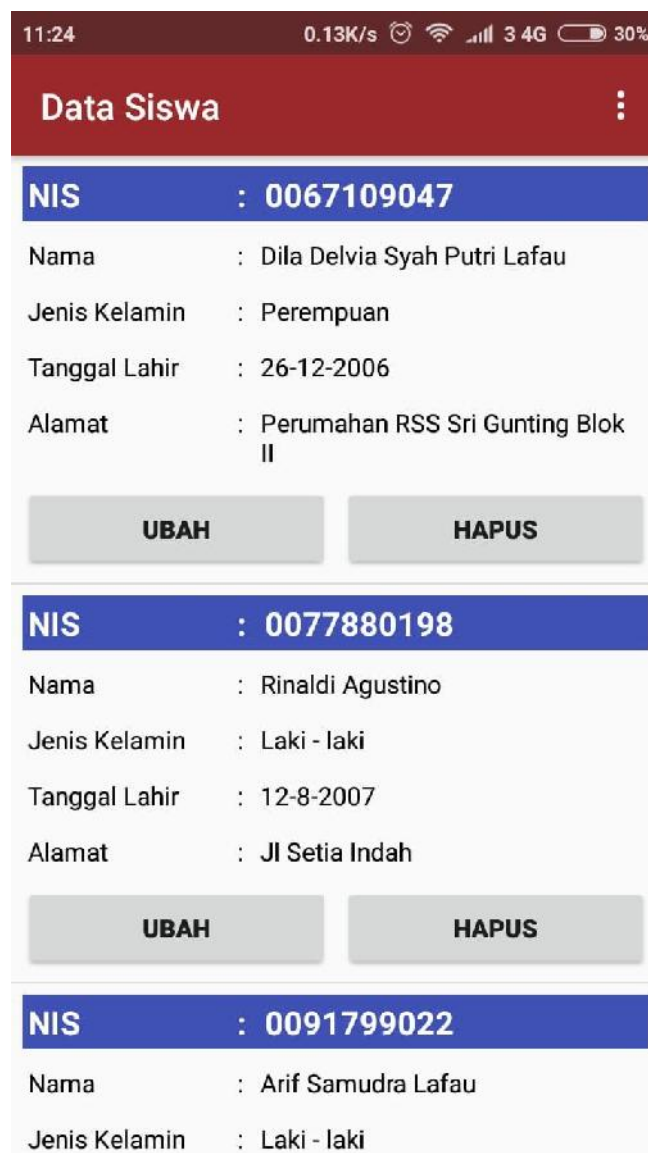 11:24 0.13K/s 3 4G 30%
Data Siswa
NIS : 0067109047
Nama : Dila Delvia Syah Putri Lafau
Jenis Kelamin : Perempuan
Tanggal Lahir : 26-12-2006
Alamat : Perumahan RSS Sri Gunting Blok
II
UBAH HAPUS
NIS : 0077880198
Nama : Rinaldi Agustino
Jenis Kelamin : Laki - laki
Tanggal Lahir : 12-8-2007
Alamat : Jl Setia Indah
UBAH HAPUS
NIS : 0091799022
Nama : Arif Samudra Lafau
Jenis Kelamin : Laki - laki